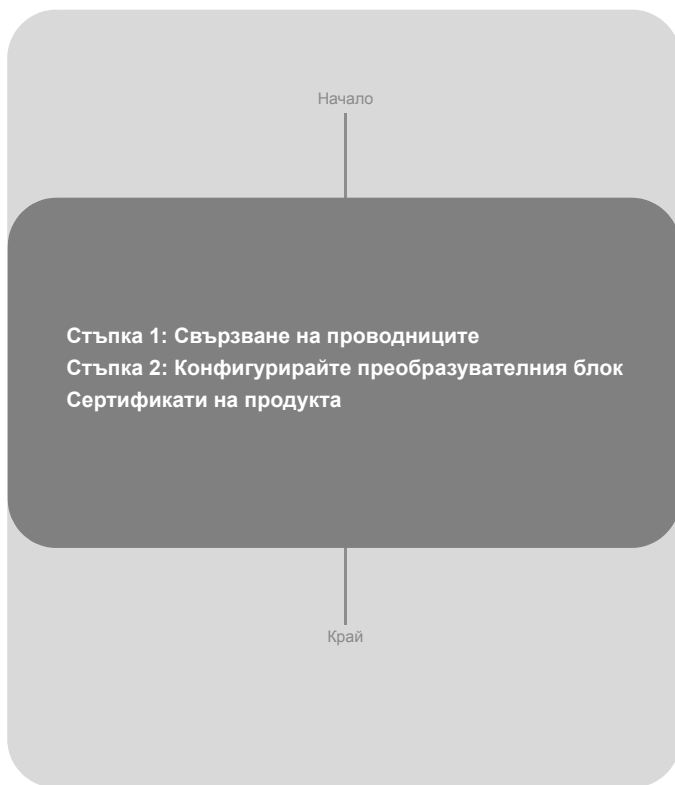 Начало
Стъпка 1: Свързване на проводниците
Стъпка 2: Конфигурирайте преобразувателния блок
Сертификати на продукта
Край